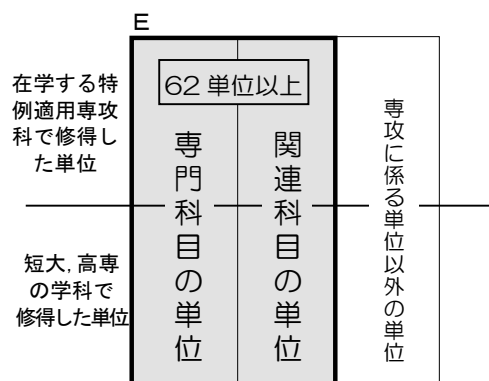 E
62 単位以上
在学する特
例適用専攻
科で修得し
た単位
専門科目の単位
関連科目の単位
専攻に係る単位以外の単位
短大，高専
の学科で
修得した単位